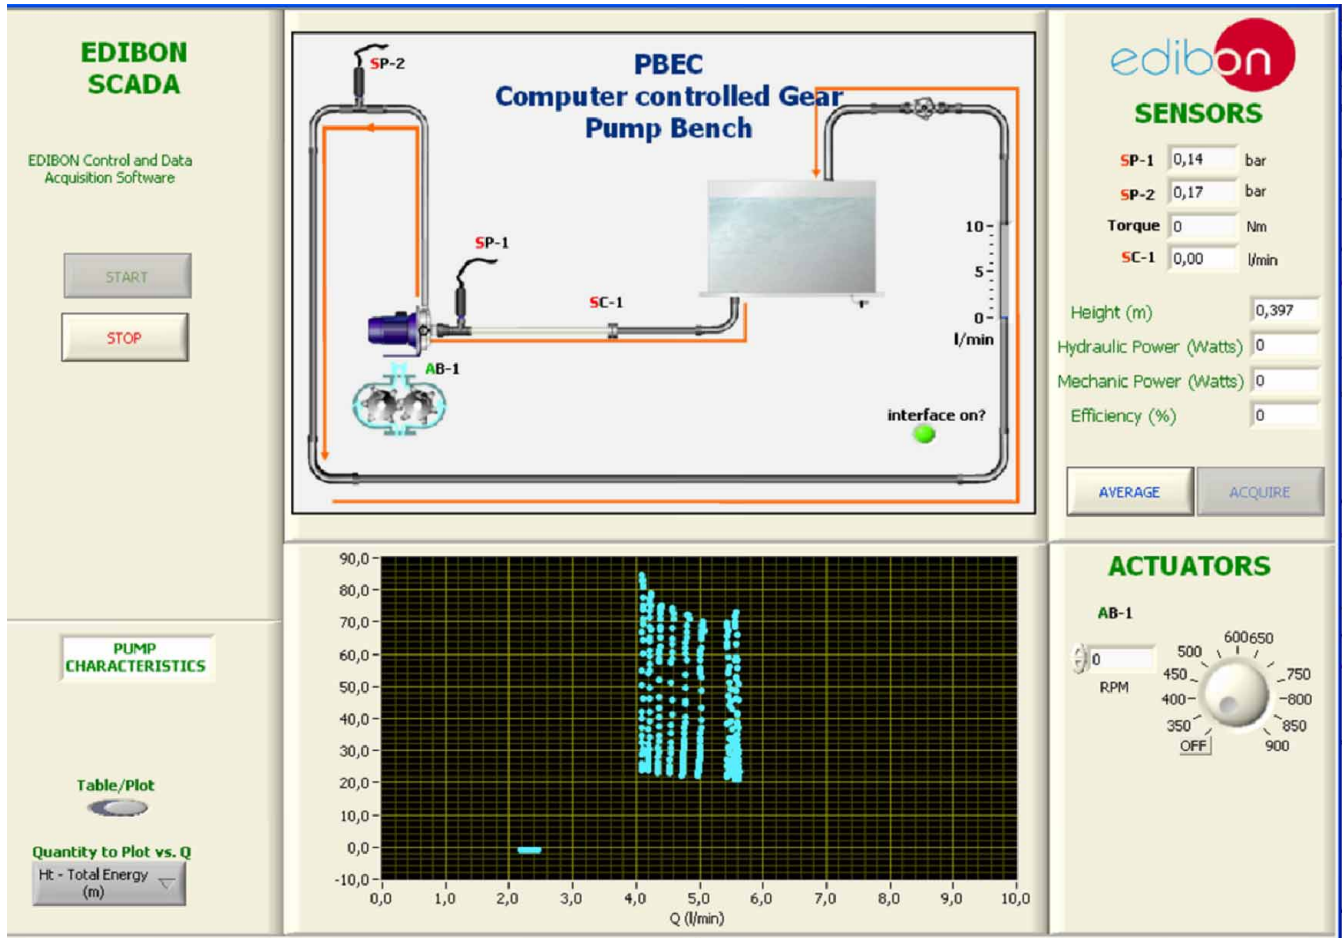 EDIBON
SCADA
EDIBON Control and Data
Acquisition Software
START
STOP
PBEC
Computer controlled Gear
Pump Bench
SP-2
SP-1
SC-1
AB-1
10
5
0
l/min
interface on?
edibon
SENSORS
SP-1 0,14 bar
SP-2 0,17 bar
Torque 0 Nm
SC-1 0,00 l/min
Height (m) 0,397
Hydraulic Power (Watts) 0
Mechanic Power (Watts) 0
Efficiency (%) 0
AVERAGE ACQUIRE
PUMP
CHARACTERISTICS
Table/Plot
Quantity to Plot vs. Q
Ht - Total Energy
(m)
90,0
80,0
70,0
60,0
50,0
40,0
30,0
20,0
10,0
0,0
-10,0
0,0 1,0 2,0 3,0 4,0 5,0 6,0 7,0 8,0 9,0 10,0
Q (l/min)
ACTUATORS
AB-1
0
RPM
600 650
500
450 750
400 800
350 850
OFF 900